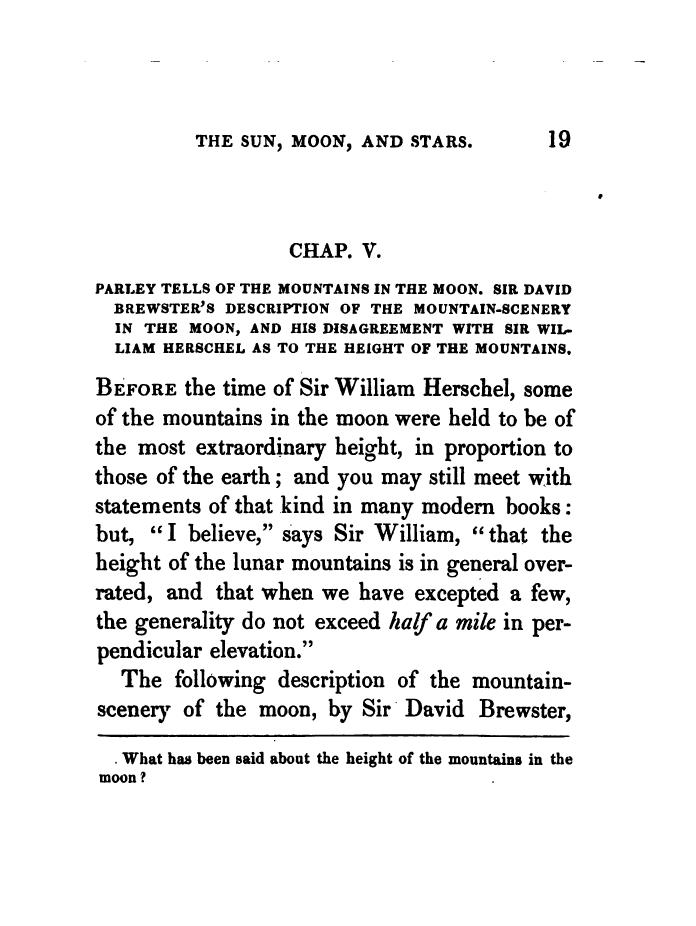 THE SUN, MOON, AND STARS. 19
CHAP. V.
PARLEY TELLS OF THE MOUNTAINS IN THE MOON. SIR DAVID
BREWSTER'S DESCRIPTION OF THE MOUNTAIN-SCENERY
IN THE MOON, AND HIS DISAGREEMENT WITH SIR WIL-
LIAM HERSCHEL AS TO THE HEIGHT OF THE MOUNTAINS.
BEFORE the time of Sir William Herschel, some
of the mountains in the moon were held to be of
the most extraordinary height, in proportion to
those of the earth; and you may still meet with
statements of that kind in many modern books:
but, "I believe," says Sir William, "that the
height of the lunar mountains is in general over-
rated, and that when we have excepted a few,
the generality do not exceed half a mile in per-
pendicular elevation."
The following description of the mountain-
scenery of the moon, by Sir David Brewster,
What has been said about the height of the mountains in the
moon?